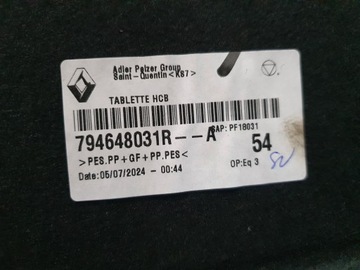 Adler Pelzer Group
Saint-Quentin <K87>
TABLETTE HCB
794648031R--A
SAP: PF18031
54
>PES.PP+GF+PP.PES<
Date:05/07/2024 - 00:44
OP:Eq 3